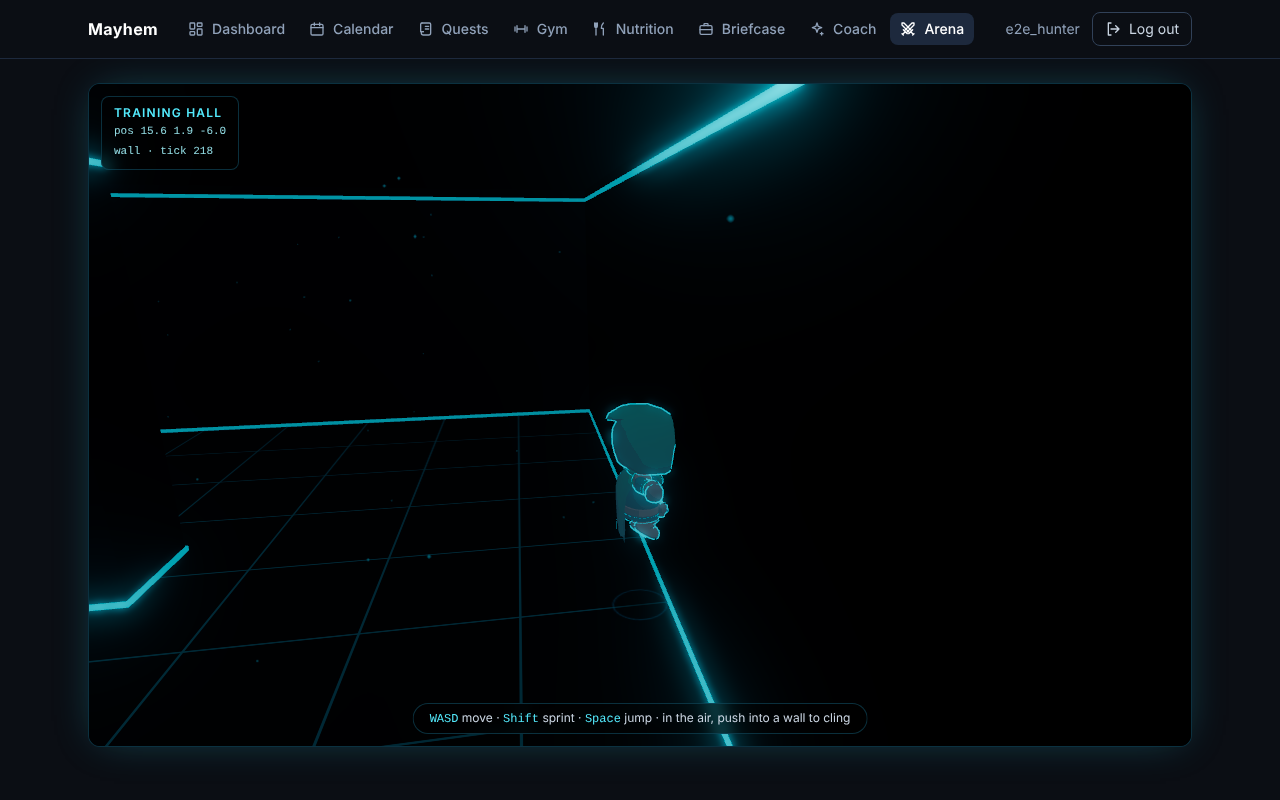 Mayhem Dashboard Calendar Quests Gym Nutrition Briefcase Coach Arena e2e_hunter Log out
TRAINING HALL
pos 15.6 1.9 -6.0
wall · tick 218
WASD move · Shift sprint · Space jump · in the air, push into a wall to cling